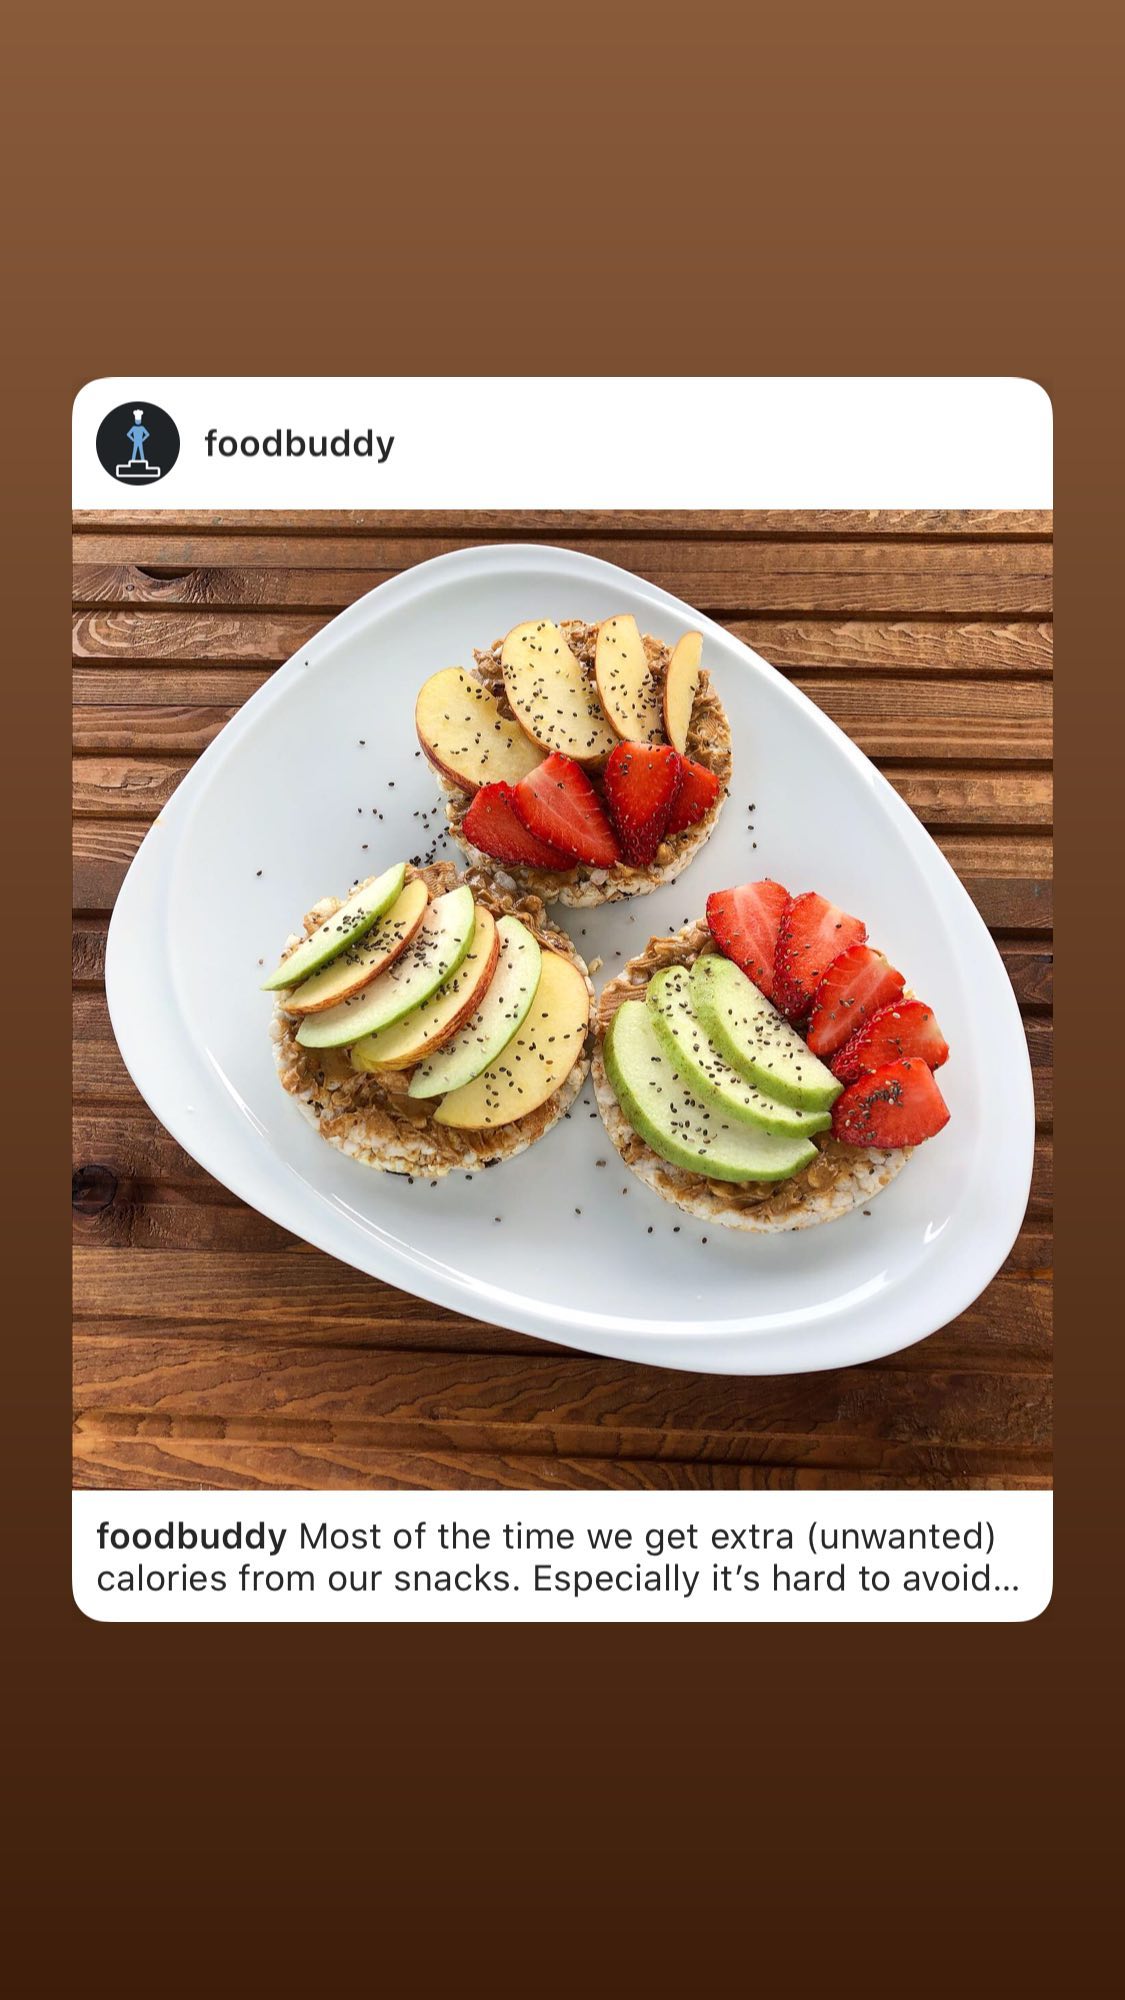 foodbuddy
foodbuddy Most of the time we get extra (unwanted)
calories from our snacks. Especially it’s hard to avoid...